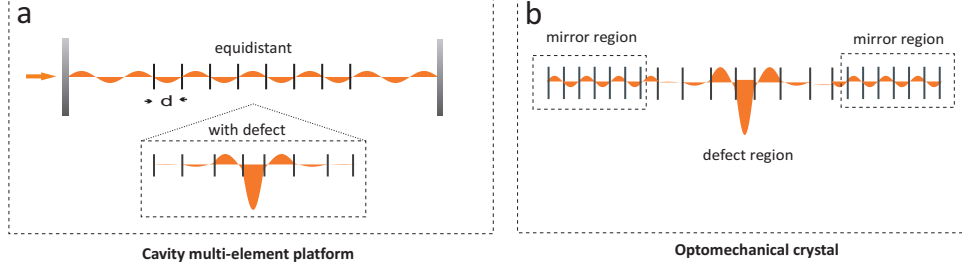 a
equidistant
d
with defect
Cavity multi-element platform
b
mirror region
mirror region
defect region
Optomechanical crystal